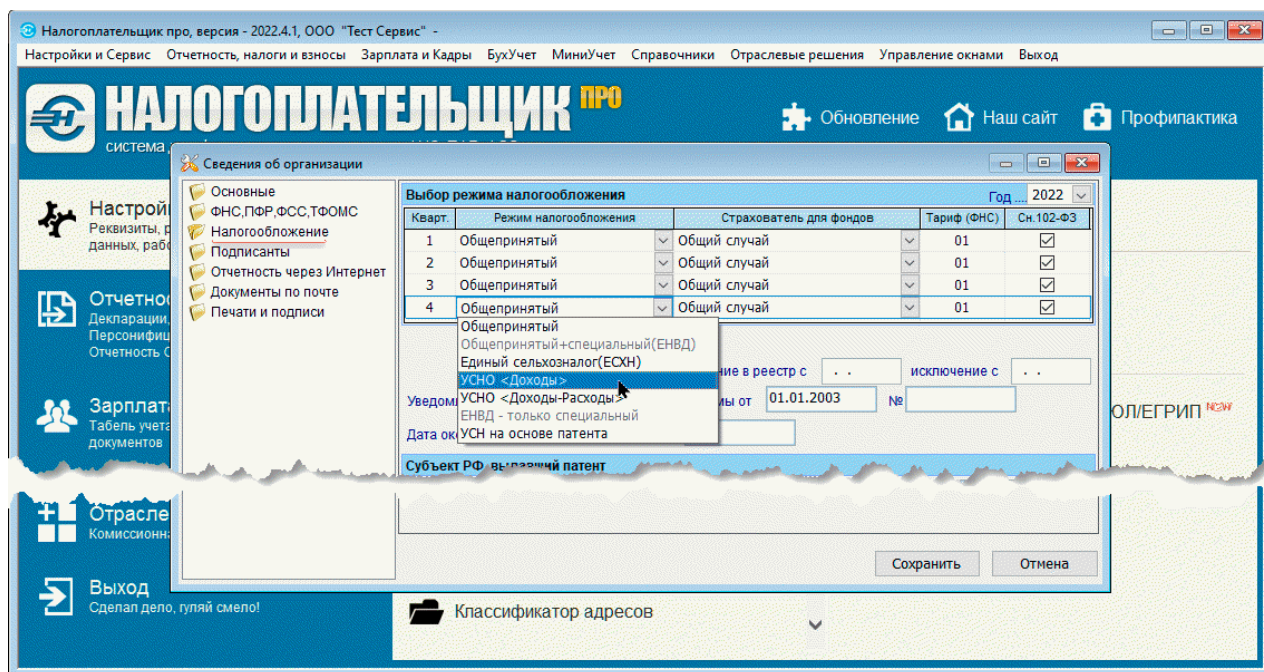 Налогоплательщик про, версия - 2022.4.1, ООО "Тест Сервис" -
Настройки и Сервис Отчетность, налоги и взносы Зарплата и Кадры БухУчет МиниУчет Справочники Отраслевые решения Управление окнами Выход
НАЛОГОПЛАТЕЛЬЩИК ПРО
Обновление Наш сайт Профилактика
система
Сведения об организации
Основные
ФНС,ПФР,ФСС,ТФОМС
Налогообложение
Подписанты
Отчетность через Интернет
Документы по почте
Печати и подписи
Выбор режима налогообложения Год .... 2022
Кварт. Режим налогообложения Страхователь для фондов Тариф (ФНС) Сн.102-ФЗ
1 Общепринятый Общий случай 01
2 Общепринятый Общий случай 01
3 Общепринятый Общий случай 01
4 Общепринятый Общий случай 01
Общепринятый
Общепринятый+специальный(ЕНВД)
Единый сельхозналог(ЕСХН)
УСНО <Доходы>
УСНО <Доходы-Расходы>
ЕНВД - только специальный
УСН на основе патента
ние в реестр с . . исключение с . .
Уведом мы от 01.01.2003 №
Дата ок
Субъект РФ, выдавший патент
Сохранить Отмена
Настрой
Реквизиты, р
данных, рабо
Отчетно
Декларации,
Персонифиц
Отчетность С
Зарплат
Табель учета
документов
ЮЛ/ЕГРИП NEW
Отрасле
Комиссионн
Выход
Сделал дело, гуляй смело!
Классификатор адресов